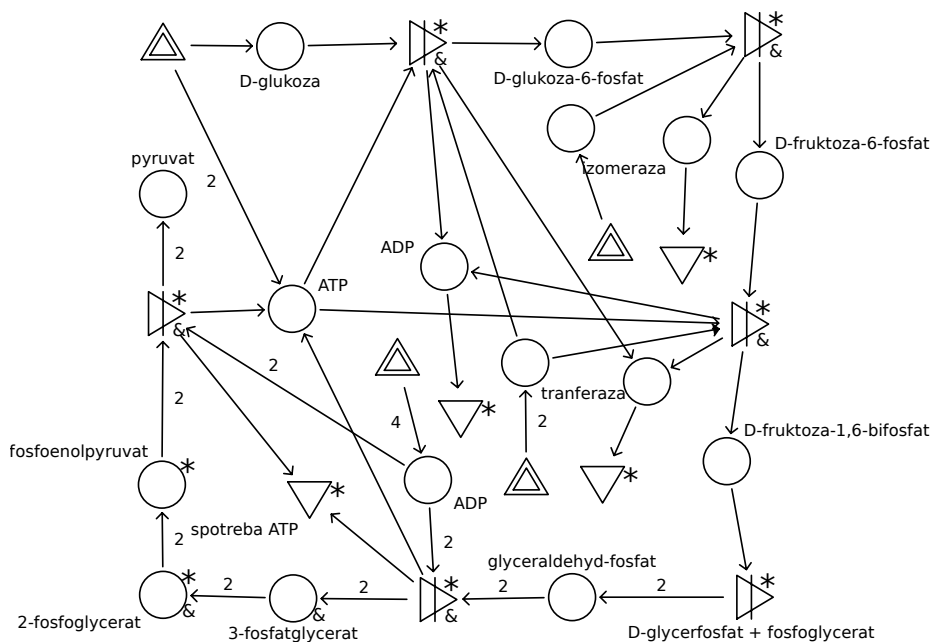 *
*
&
&
D-glukoza
D-glukoza-6-fosfat
D-fruktoza-6-fosfat
pyruvat
izomeraza
2
ADP
*
2
ATP
*
*
&
&
2
tranferaza
2
*
4
2
D-fruktoza-1,6-bifosfat
fosfoenolpyruvat
*
*
*
ADP
spotreba ATP
2
2
glyceraldehyd-fosfat
*
2
2
*
2
2
*
&
&
&
2-fosfoglycerat
3-fosfatglycerat
D-glycerfosfat + fosfoglycerat